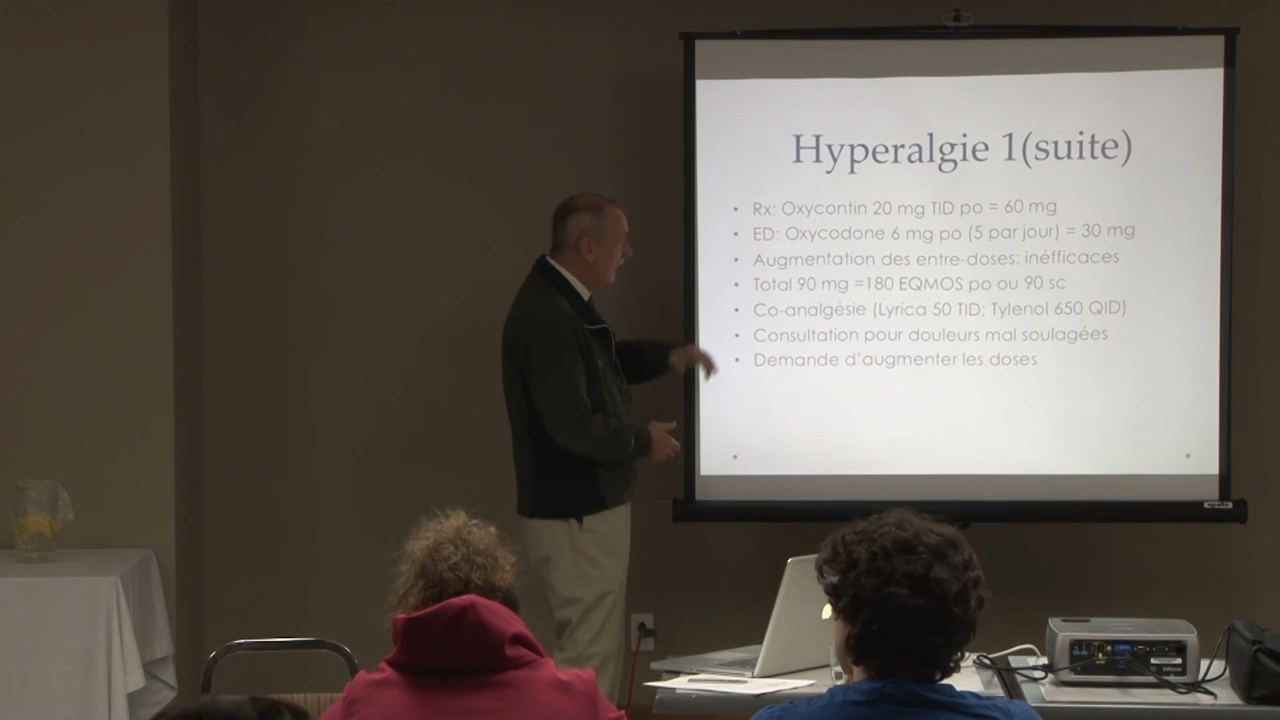 Hyperalgie 1(suite)
• Rx: Oxycontin 20 mg TID po = 60 mg
• ED: Oxycodone 6 mg po (5 par jour) = 30 mg
• Augmentation des entre-doses: inéfficaces
• Total 90 mg =180 EQMOS po ou 90 sc
• Co-analgésie (Lyrica 50 TID; Tylenol 650 QID)
• Consultation pour douleurs mal soulagées
• Demande d'augmenter les doses